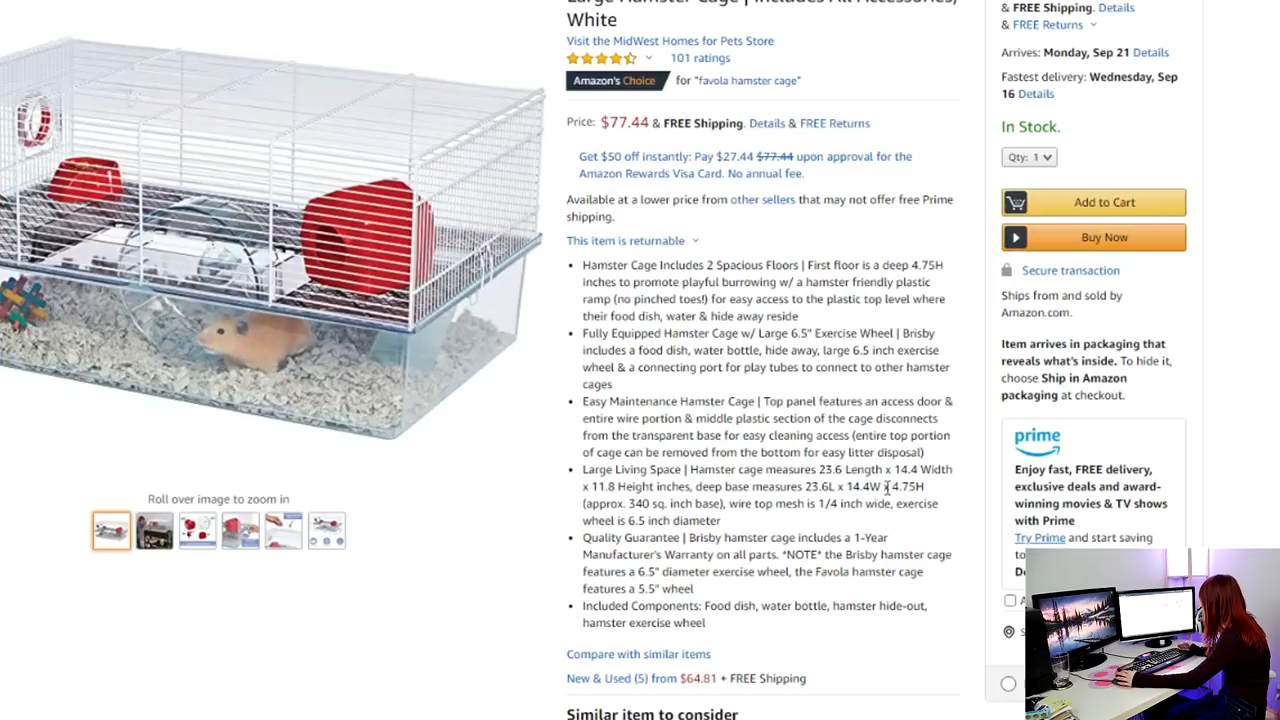 Large Hamster Cage | Includes All Accessories,
White
Visit the MidWest Homes for Pets Store
101 ratings
Amazon's Choice for "favola hamster cage"
Price: $77.44 & FREE Shipping. Details & FREE Returns
Get $50 off instantly: Pay $27.44 $77.44 upon approval for the
Amazon Rewards Visa Card. No annual fee.
Available at a lower price from other sellers that may not offer free Prime
shipping.
This item is returnable
• Hamster Cage Includes 2 Spacious Floors | First floor is a deep 4.75H
inches to promote playful burrowing w/ a hamster friendly plastic
ramp (no pinched toes!) for easy access to the plastic top level where
their food dish, water & hide away reside
• Fully Equipped Hamster Cage w/ Large 6.5" Exercise Wheel | Brisby
includes a food dish, water bottle, hide away, large 6.5 inch exercise
wheel & a connecting port for play tubes to connect to other hamster
cages
• Easy Maintenance Hamster Cage | Top panel features an access door &
entire wire portion & middle plastic section of the cage disconnects
from the transparent base for easy cleaning access (entire top portion
of cage can be removed from the bottom for easy litter disposal)
• Large Living Space | Hamster cage measures 23.6 Length x 14.4 Width
x 11.8 Height inches, deep base measures 23.6L x 14.4W x 4.75H
(approx. 340 sq. inch base), wire top mesh is 1/4 inch wide, exercise
wheel is 6.5 inch diameter
• Quality Guarantee | Brisby hamster cage includes a 1-Year
Manufacturer's Warranty on all parts. *NOTE* the Brisby hamster cage
features a 6.5" diameter exercise wheel, the Favola hamster cage
features a 5.5" wheel
• Included Components: Food dish, water bottle, hamster hide-out,
hamster exercise wheel
Compare with similar items
New & Used (5) from $64.81 + FREE Shipping
Similar item to consider
Roll over image to zoom in
& FREE Shipping. Details
& FREE Returns
Arrives: Monday, Sep 21 Details
Fastest delivery: Wednesday, Sep
16 Details
In Stock.
Qty: 1
Add to Cart
Buy Now
Secure transaction
Ships from and sold by
Amazon.com.
Item arrives in packaging that
reveals what's inside. To hide it,
choose Ship in Amazon
packaging at checkout.
prime
Enjoy fast, FREE delivery,
exclusive deals and award-
winning movies & TV shows
with Prime
Try Prime and start saving